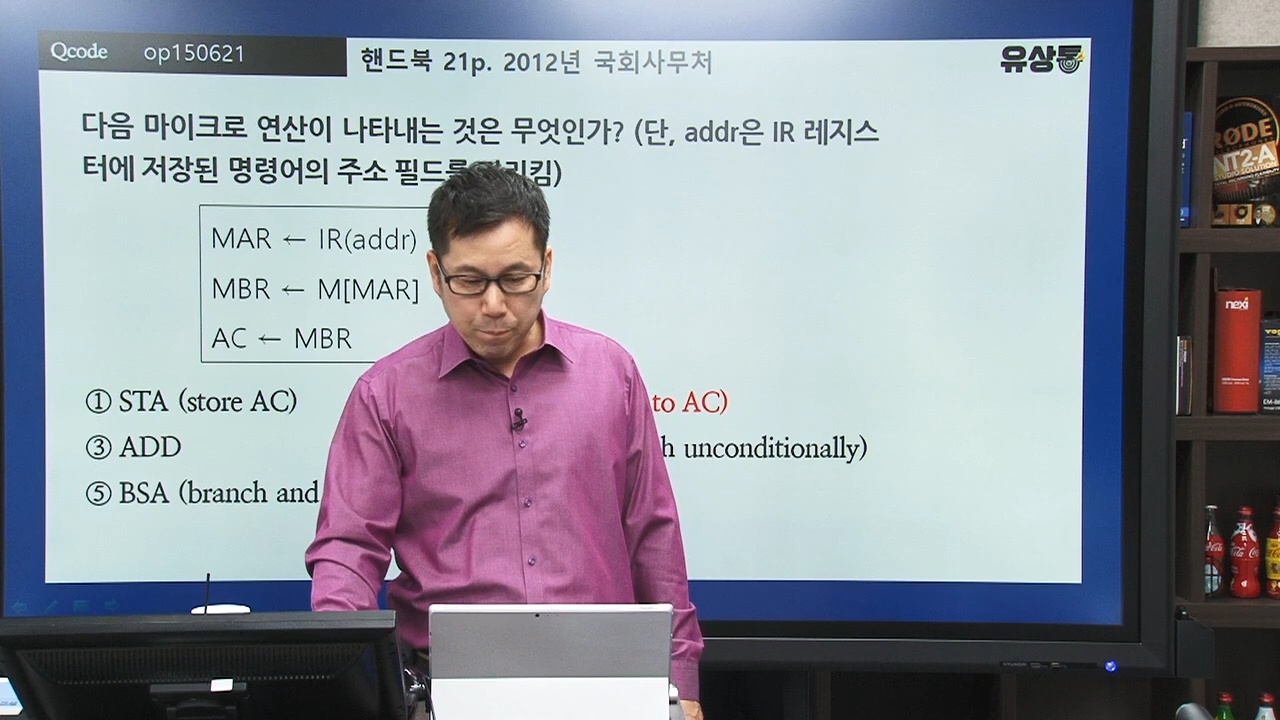 Qcode op150621 핸드북 21p. 2012년 국회사무처 유상통
다음 마이크로 연산이 나타내는 것은 무엇인가? (단, addr은 IR 레지스
터에 저장된 명령어의 주소 필드를
MAR ← IR(addr)
MBR ← M[MAR]
AC ← MBR
① STA (store AC) to AC)
③ ADD unconditionally)
⑤ BSA (branch and
RØDE
NT2-A
nexi